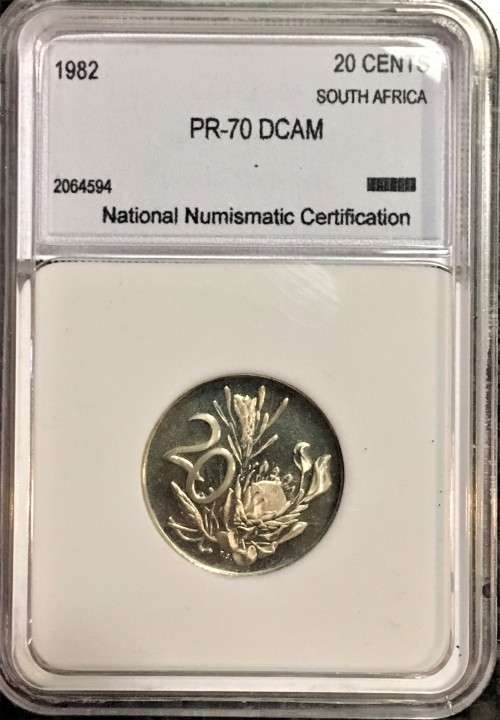 1982 20 CENTS
SOUTH AFRICA
PR-70 DCAM
2064594
National Numismatic Certification
20